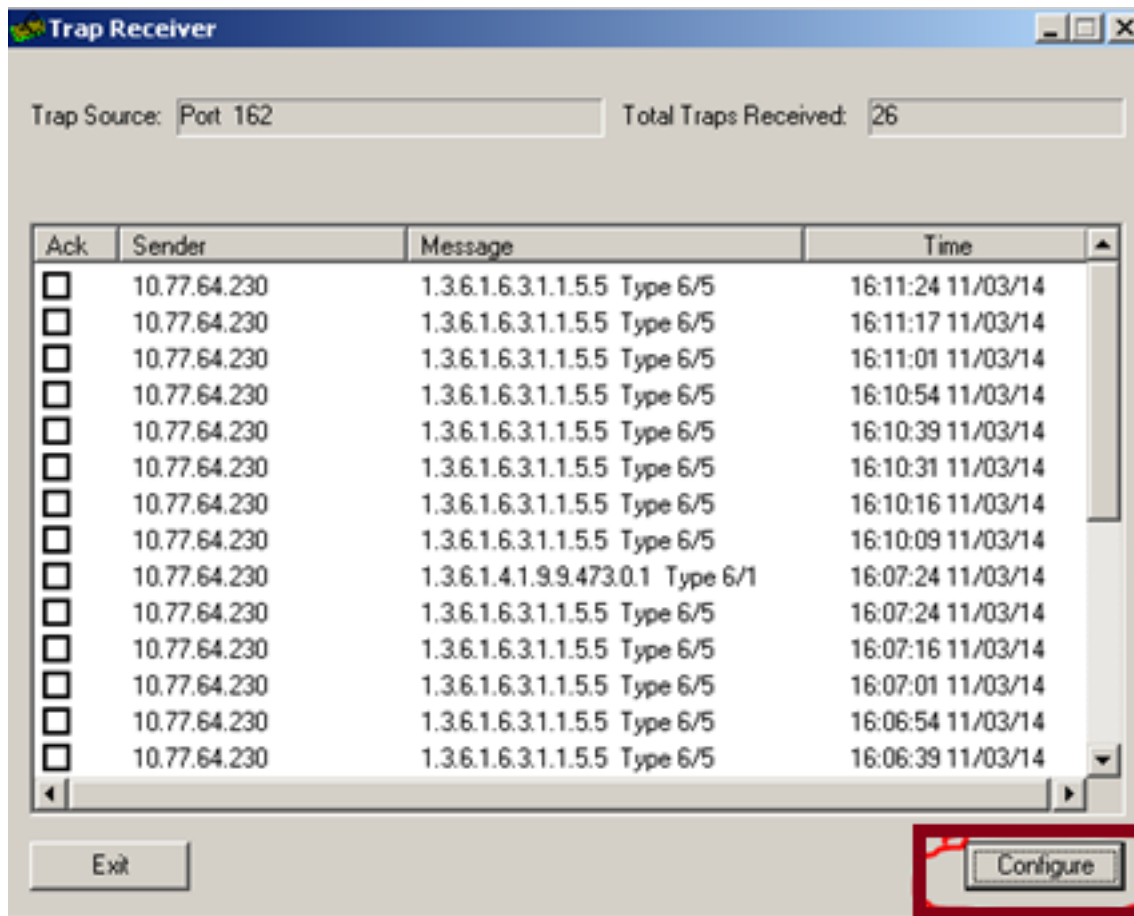 Trap Receiver
Trap Source: Port 162 Total Traps Received: 26
Ack Sender Message Time
10.77.64.230 1.3.6.1.6.3.1.1.5.5 Type 6/5 16:11:24 11/03/14
10.77.64.230 1.3.6.1.6.3.1.1.5.5 Type 6/5 16:11:17 11/03/14
10.77.64.230 1.3.6.1.6.3.1.1.5.5 Type 6/5 16:11:01 11/03/14
10.77.64.230 1.3.6.1.6.3.1.1.5.5 Type 6/5 16:10:54 11/03/14
10.77.64.230 1.3.6.1.6.3.1.1.5.5 Type 6/5 16:10:39 11/03/14
10.77.64.230 1.3.6.1.6.3.1.1.5.5 Type 6/5 16:10:31 11/03/14
10.77.64.230 1.3.6.1.6.3.1.1.5.5 Type 6/5 16:10:16 11/03/14
10.77.64.230 1.3.6.1.6.3.1.1.5.5 Type 6/5 16:10:09 11/03/14
10.77.64.230 1.3.6.1.4.1.9.9.473.0.1 Type 6/1 16:07:24 11/03/14
10.77.64.230 1.3.6.1.6.3.1.1.5.5 Type 6/5 16:07:24 11/03/14
10.77.64.230 1.3.6.1.6.3.1.1.5.5 Type 6/5 16:07:16 11/03/14
10.77.64.230 1.3.6.1.6.3.1.1.5.5 Type 6/5 16:07:01 11/03/14
10.77.64.230 1.3.6.1.6.3.1.1.5.5 Type 6/5 16:06:54 11/03/14
10.77.64.230 1.3.6.1.6.3.1.1.5.5 Type 6/5 16:06:39 11/03/14
Exit Configure